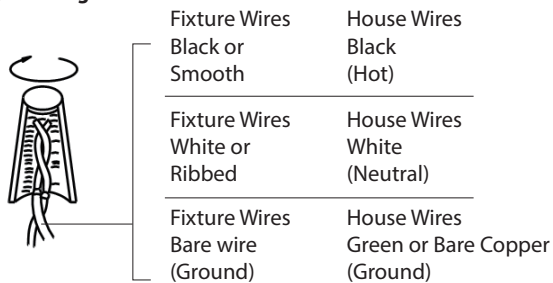 Fixture Wires House Wires
Black or Black
Smooth (Hot)
Fixture Wires House Wires
White or White
Ribbed (Neutral)
Fixture Wires House Wires
Bare wire Green or Bare Copper
(Ground) (Ground)